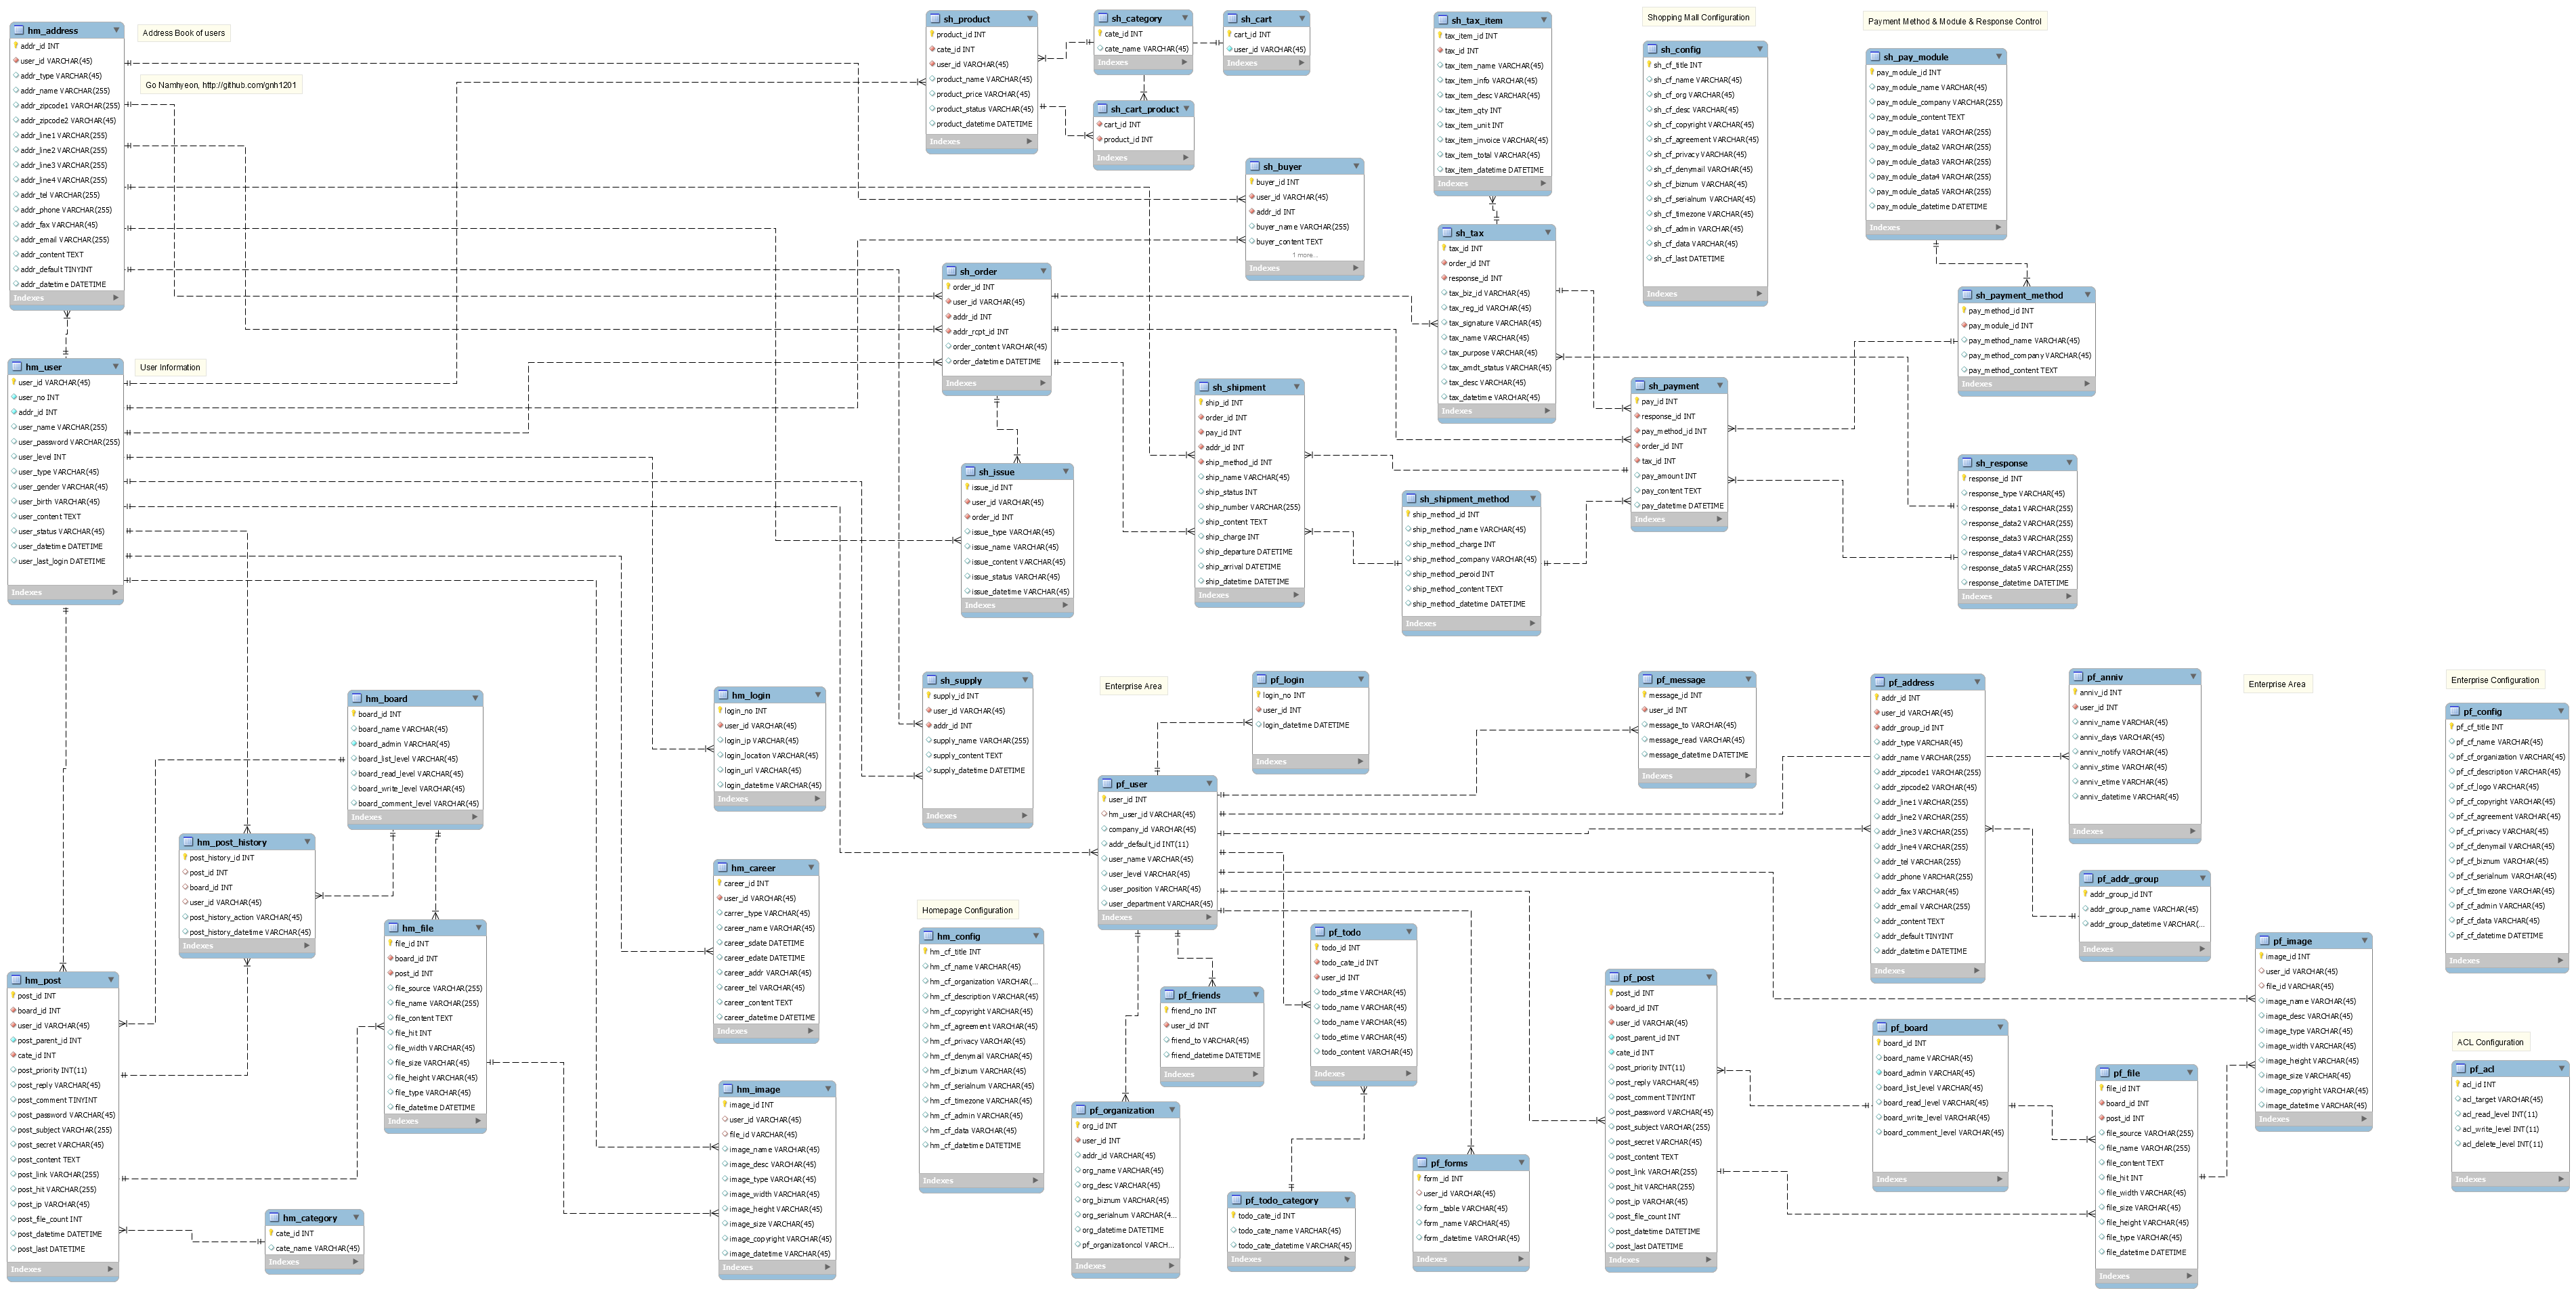 hm_address
addr_id INT
user_id VARCHAR(45)
addr_type VARCHAR(45)
addr_name VARCHAR(255)
addr_zipcode1 VARCHAR(255)
addr_zipcode2 VARCHAR(45)
addr_line1 VARCHAR(255)
addr_line2 VARCHAR(255)
addr_line3 VARCHAR(255)
addr_line4 VARCHAR(255)
addr_tel VARCHAR(255)
addr_phone VARCHAR(255)
addr_fax VARCHAR(45)
addr_email VARCHAR(255)
addr_content TEXT
addr_default TINYINT
addr_datetime DATETIME
Indexes
Address Book of users
Go Namhyeon, http://github.com/gnh1201
sh_product
product_id INT
cate_id INT
user_id VARCHAR(45)
product_name VARCHAR(45)
product_price VARCHAR(45)
product_status VARCHAR(45)
product_datetime DATETIME
Indexes
sh_category
cate_id INT
cate_name VARCHAR(45)
Indexes
sh_cart
cart_id INT
user_id VARCHAR(45)
Indexes
sh_cart_product
cart_id INT
product_id INT
Indexes
sh_buyer
buyer_id INT
user_id VARCHAR(45)
addr_id INT
buyer_name VARCHAR(255)
buyer_content TEXT
1 more...
Indexes
sh_tax_item
tax_item_id INT
tax_id INT
tax_item_name VARCHAR(45)
tax_item_info VARCHAR(45)
tax_item_desc VARCHAR(45)
tax_item_qty INT
tax_item_unit INT
tax_item_invoice VARCHAR(45)
tax_item_total VARCHAR(45)
tax_item_datetime DATETIME
Indexes
Shopping Mall Configuration
sh_config
sh_cf_title INT
sh_cf_name VARCHAR(45)
sh_cf_org VARCHAR(45)
sh_cf_desc VARCHAR(45)
sh_cf_copyright VARCHAR(45)
sh_cf_agreement VARCHAR(45)
sh_cf_privacy VARCHAR(45)
sh_cf_denymail VARCHAR(45)
sh_cf_biznum VARCHAR(45)
sh_cf_serialnum VARCHAR(45)
sh_cf_timezone VARCHAR(45)
sh_cf_admin VARCHAR(45)
sh_cf_data VARCHAR(45)
sh_cf_last DATETIME
Indexes
Payment Method & Module & Response Control
sh_pay_module
pay_module_id INT
pay_module_name VARCHAR(45)
pay_module_company VARCHAR(255)
pay_module_content TEXT
pay_module_data1 VARCHAR(255)
pay_module_data2 VARCHAR(255)
pay_module_data3 VARCHAR(255)
pay_module_data4 VARCHAR(255)
pay_module_data5 VARCHAR(255)
pay_module_datetime DATETIME
Indexes
sh_payment_method
pay_method_id INT
pay_module_id INT
pay_method_name VARCHAR(45)
pay_method_company VARCHAR(45)
pay_method_content TEXT
Indexes
sh_order
order_id INT
user_id VARCHAR(45)
addr_id INT
addr_rcpt_id INT
order_content VARCHAR(45)
order_datetime DATETIME
Indexes
sh_tax
tax_id INT
order_id INT
response_id INT
tax_biz_id VARCHAR(45)
tax_reg_id VARCHAR(45)
tax_signature VARCHAR(45)
tax_name VARCHAR(45)
tax_purpose VARCHAR(45)
tax_amdt_status VARCHAR(45)
tax_desc VARCHAR(45)
tax_datetime VARCHAR(45)
Indexes
hm_user
user_id VARCHAR(45)
user_no INT
addr_id INT
user_name VARCHAR(255)
user_password VARCHAR(255)
user_level INT
user_type VARCHAR(45)
user_gender VARCHAR(45)
user_birth VARCHAR(45)
user_content TEXT
user_status VARCHAR(45)
user_datetime DATETIME
user_last_login DATETIME
Indexes
User Information
sh_shipment
ship_id INT
order_id INT
pay_id INT
addr_id INT
ship_method_id INT
ship_name VARCHAR(45)
ship_status INT
ship_number VARCHAR(255)
ship_content TEXT
ship_charge INT
ship_departure DATETIME
ship_arrival DATETIME
ship_datetime DATETIME
Indexes
sh_payment
pay_id INT
response_id INT
pay_method_id INT
order_id INT
tax_id INT
pay_amount INT
pay_content TEXT
pay_datetime DATETIME
Indexes
sh_issue
issue_id INT
user_id VARCHAR(45)
order_id INT
issue_type VARCHAR(45)
issue_name VARCHAR(45)
issue_content VARCHAR(45)
issue_status VARCHAR(45)
issue_datetime VARCHAR(45)
Indexes
sh_shipment_method
ship_method_id INT
ship_method_name VARCHAR(45)
ship_method_charge INT
ship_method_company VARCHAR(45)
ship_method_peroid INT
ship_method_content TEXT
ship_method_datetime DATETIME
Indexes
sh_response
response_id INT
response_type VARCHAR(45)
response_data1 VARCHAR(255)
response_data2 VARCHAR(255)
response_data3 VARCHAR(255)
response_data4 VARCHAR(255)
response_data5 VARCHAR(255)
response_datetime DATETIME
Indexes
hm_board
board_id INT
board_name VARCHAR(45)
board_admin VARCHAR(45)
board_list_level VARCHAR(45)
board_read_level VARCHAR(45)
board_write_level VARCHAR(45)
board_comment_level VARCHAR(45)
Indexes
hm_login
login_no INT
user_id VARCHAR(45)
login_ip VARCHAR(45)
login_location VARCHAR(45)
login_url VARCHAR(45)
login_datetime VARCHAR(45)
Indexes
sh_supply
supply_id INT
user_id VARCHAR(45)
addr_id INT
supply_name VARCHAR(255)
supply_content TEXT
supply_datetime DATETIME
Indexes
Enterprise Area
pf_login
login_no INT
user_id INT
login_datetime DATETIME
Indexes
pf_message
message_id INT
user_id INT
message_to VARCHAR(45)
message_read VARCHAR(45)
message_datetime DATETIME
Indexes
pf_address
addr_id INT
user_id VARCHAR(45)
addr_group_id INT
addr_type VARCHAR(45)
addr_name VARCHAR(255)
addr_zipcode1 VARCHAR(255)
addr_zipcode2 VARCHAR(45)
addr_line1 VARCHAR(255)
addr_line2 VARCHAR(255)
addr_line3 VARCHAR(255)
addr_line4 VARCHAR(255)
addr_tel VARCHAR(255)
addr_phone VARCHAR(255)
addr_fax VARCHAR(45)
addr_email VARCHAR(255)
addr_content TEXT
addr_default TINYINT
addr_datetime DATETIME
Indexes
pf_anniv
anniv_id INT
user_id INT
anniv_name VARCHAR(45)
anniv_days VARCHAR(45)
anniv_notify VARCHAR(45)
anniv_stime VARCHAR(45)
anniv_etime VARCHAR(45)
anniv_datetime VARCHAR(45)
Indexes
Enterprise Area
Enterprise Configuration
pf_config
pf_cf_title INT
pf_cf_name VARCHAR(45)
pf_cf_organization VARCHAR(45)
pf_cf_description VARCHAR(45)
pf_cf_logo VARCHAR(45)
pf_cf_copyright VARCHAR(45)
pf_cf_agreement VARCHAR(45)
pf_cf_privacy VARCHAR(45)
pf_cf_denymail VARCHAR(45)
pf_cf_biznum VARCHAR(45)
pf_cf_serialnum VARCHAR(45)
pf_cf_timezone VARCHAR(45)
pf_cf_admin VARCHAR(45)
pf_cf_data VARCHAR(45)
pf_cf_datetime DATETIME
Indexes
pf_user
user_id INT
hm_user_id VARCHAR(45)
company_id VARCHAR(45)
addr_default_id INT(11)
user_name VARCHAR(45)
user_level VARCHAR(45)
user_position VARCHAR(45)
user_department VARCHAR(45)
Indexes
hm_post_history
post_history_id INT
post_id INT
board_id INT
user_id VARCHAR(45)
post_history_action VARCHAR(45)
post_history_datetime VARCHAR(45)
Indexes
hm_career
career_id INT
user_id VARCHAR(45)
carrer_type VARCHAR(45)
career_name VARCHAR(45)
career_sdate DATETIME
career_edate DATETIME
career_addr VARCHAR(45)
career_tel VARCHAR(45)
career_content TEXT
career_datetime DATETIME
Indexes
pf_addr_group
addr_group_id INT
addr_group_name VARCHAR(45)
addr_group_datetime VARCHAR(...
Indexes
hm_file
file_id INT
board_id INT
post_id INT
file_source VARCHAR(255)
file_name VARCHAR(255)
file_content TEXT
file_hit INT
file_width VARCHAR(45)
file_size VARCHAR(45)
file_height VARCHAR(45)
file_type VARCHAR(45)
file_datetime DATETIME
Indexes
Homepage Configuration
hm_config
hm_cf_title INT
hm_cf_name VARCHAR(45)
hm_cf_organization VARCHAR(...
hm_cf_description VARCHAR(45)
hm_cf_copyright VARCHAR(45)
hm_cf_agreement VARCHAR(45)
hm_cf_privacy VARCHAR(45)
hm_cf_denymail VARCHAR(45)
hm_cf_biznum VARCHAR(45)
hm_cf_serialnum VARCHAR(45)
hm_cf_timezone VARCHAR(45)
hm_cf_admin VARCHAR(45)
hm_cf_data VARCHAR(45)
hm_cf_datetime DATETIME
Indexes
pf_todo
todo_id INT
todo_cate_id INT
user_id INT
todo_stime VARCHAR(45)
todo_name VARCHAR(45)
todo_name VARCHAR(45)
todo_etime VARCHAR(45)
todo_content VARCHAR(45)
Indexes
pf_image
image_id INT
user_id VARCHAR(45)
file_id VARCHAR(45)
image_name VARCHAR(45)
image_desc VARCHAR(45)
image_type VARCHAR(45)
image_width VARCHAR(45)
image_height VARCHAR(45)
image_size VARCHAR(45)
image_copyright VARCHAR(45)
image_datetime VARCHAR(45)
Indexes
hm_post
post_id INT
board_id INT
user_id VARCHAR(45)
post_parent_id INT
cate_id INT
post_priority INT(11)
post_reply VARCHAR(45)
post_comment TINYINT
post_password VARCHAR(45)
post_subject VARCHAR(255)
post_secret VARCHAR(45)
post_content TEXT
post_link VARCHAR(255)
post_hit VARCHAR(255)
post_ip VARCHAR(45)
post_file_count INT
post_datetime DATETIME
post_last DATETIME
Indexes
pf_friends
friend_no INT
user_id INT
friend_to VARCHAR(45)
friend_datetime DATETIME
Indexes
pf_post
post_id INT
board_id INT
user_id VARCHAR(45)
post_parent_id INT
cate_id INT
post_priority INT(11)
post_reply VARCHAR(45)
post_comment TINYINT
post_password VARCHAR(45)
post_subject VARCHAR(255)
post_secret VARCHAR(45)
post_content TEXT
post_link VARCHAR(255)
post_hit VARCHAR(255)
post_ip VARCHAR(45)
post_file_count INT
post_datetime DATETIME
post_last DATETIME
Indexes
pf_board
board_id INT
board_name VARCHAR(45)
board_admin VARCHAR(45)
board_list_level VARCHAR(45)
board_read_level VARCHAR(45)
board_write_level VARCHAR(45)
board_comment_level VARCHAR(45)
Indexes
ACL Configuration
pf_acl
acl_id INT
acl_target VARCHAR(45)
acl_read_level INT(11)
acl_write_level INT(11)
acl_delete_level INT(11)
Indexes
pf_file
file_id INT
board_id INT
post_id INT
file_source VARCHAR(255)
file_name VARCHAR(255)
file_content TEXT
file_hit INT
file_width VARCHAR(45)
file_size VARCHAR(45)
file_height VARCHAR(45)
file_type VARCHAR(45)
file_datetime DATETIME
Indexes
hm_image
image_id INT
user_id VARCHAR(45)
file_id VARCHAR(45)
image_name VARCHAR(45)
image_desc VARCHAR(45)
image_type VARCHAR(45)
image_width VARCHAR(45)
image_height VARCHAR(45)
image_size VARCHAR(45)
image_copyright VARCHAR(45)
image_datetime VARCHAR(45)
Indexes
pf_organization
org_id INT
user_id INT
addr_id VARCHAR(45)
org_name VARCHAR(45)
org_desc VARCHAR(45)
org_biznum VARCHAR(45)
org_serialnum VARCHAR(4...
org_datetime DATETIME
pf_organizationcol VARCH...
Indexes
pf_forms
form_id INT
user_id VARCHAR(45)
form_table VARCHAR(45)
form_name VARCHAR(45)
form_datime VARCHAR(45)
Indexes
pf_todo_category
todo_cate_id INT
todo_cate_name VARCHAR(45)
todo_cate_datetime VARCHAR(45)
Indexes
hm_category
cate_id INT
cate_name VARCHAR(45)
Indexes